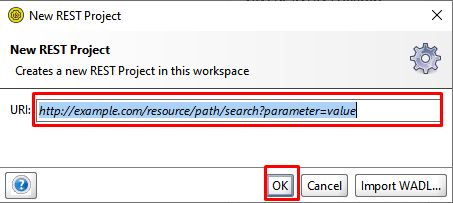 New REST Project
New REST Project
Creates a new REST Project in this workspace
URI: http://example.com/resource/path/search?parameter=value
? OK Cancel Import WADL...